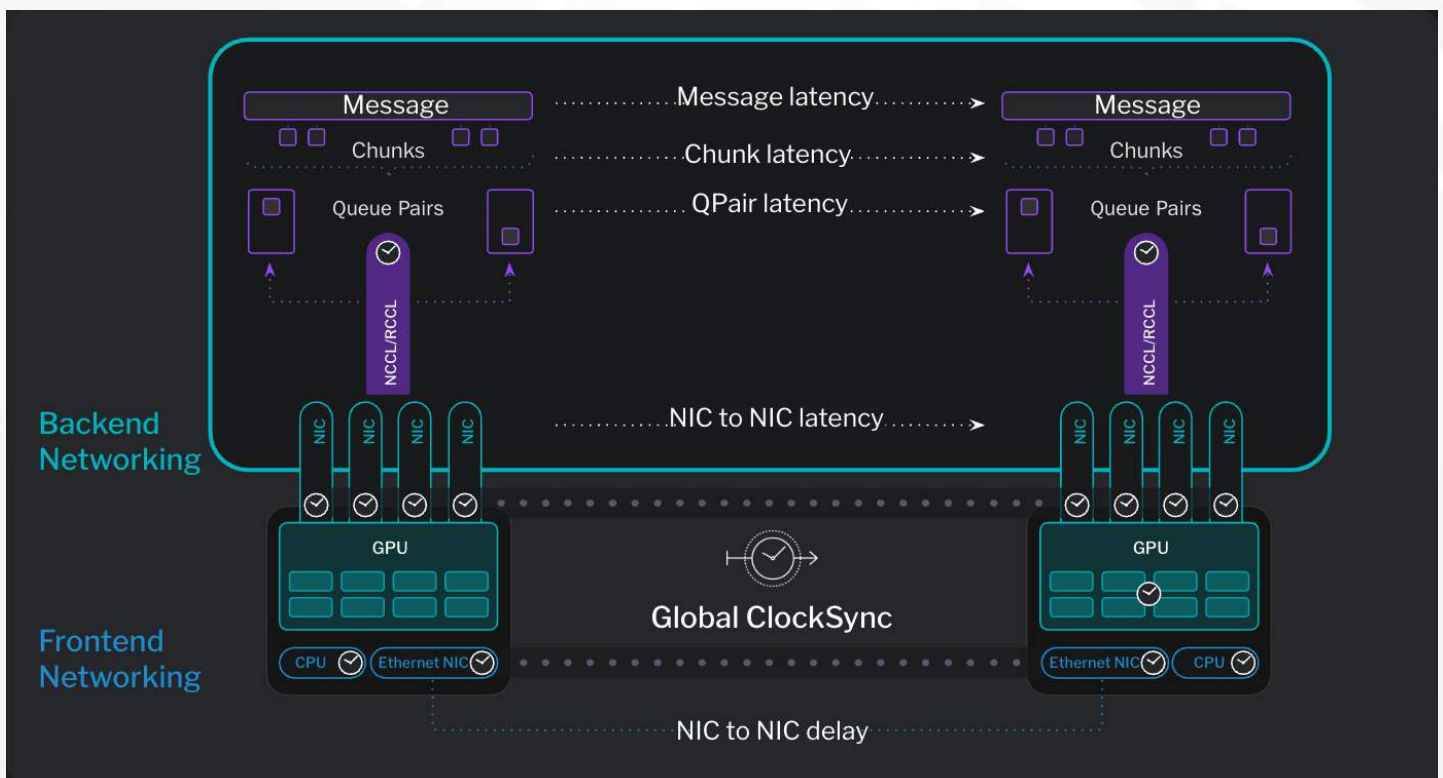 Message
Message latency
Message
Chunks
Chunk latency
Chunks
Queue Pairs
QPair latency
Queue Pairs
NCCL/RCCL
NCCL/RCCL
Backend
Networking
NIC
NIC
NIC
NIC
NIC to NIC latency
NIC
NIC
NIC
NIC
GPU
GPU
Global ClockSync
Frontend
Networking
CPU
Ethernet NIC
Ethernet NIC
CPU
NIC to NIC delay